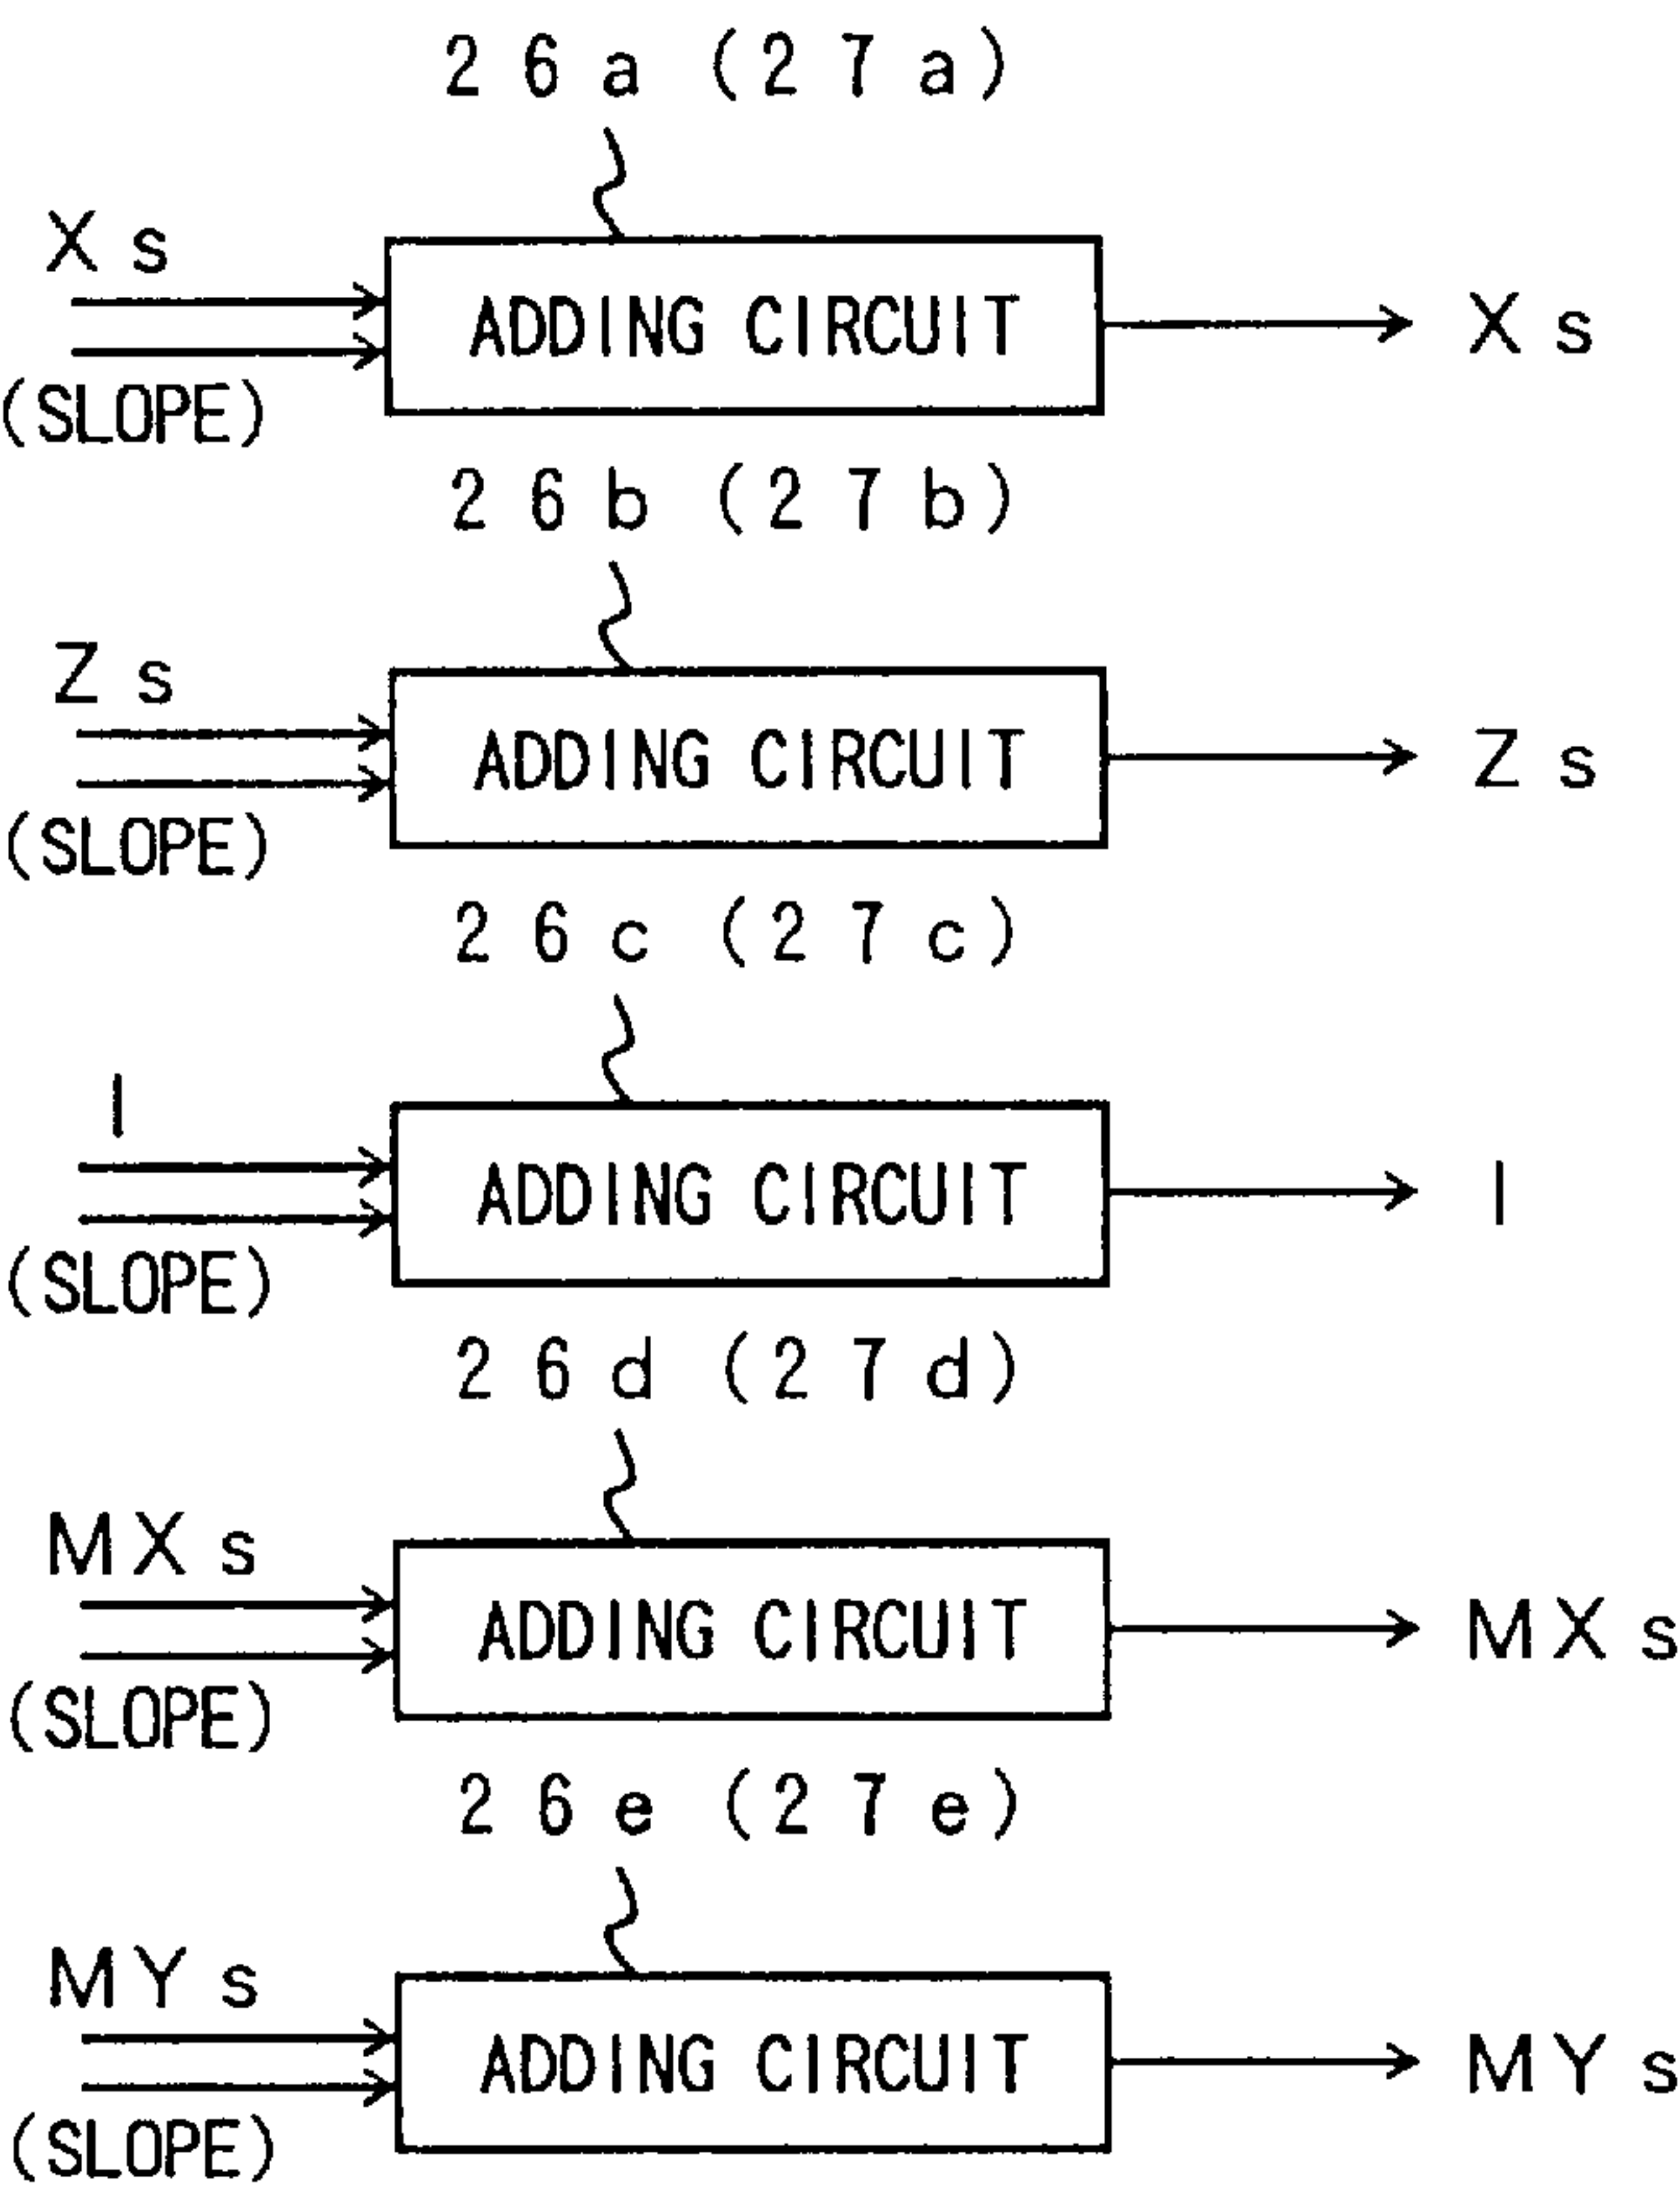 26a (27a)
Xs
ADDING CIRCUIT
Xs
(SLOPE)
26b (27b)
Zs
ADDING CIRCUIT
Zs
(SLOPE)
26c (27c)
I
ADDING CIRCUIT
I
(SLOPE)
26d (27d)
MXs
ADDING CIRCUIT
MXs
(SLOPE)
26e (27e)
MYs
ADDING CIRCUIT
MYs
(SLOPE)